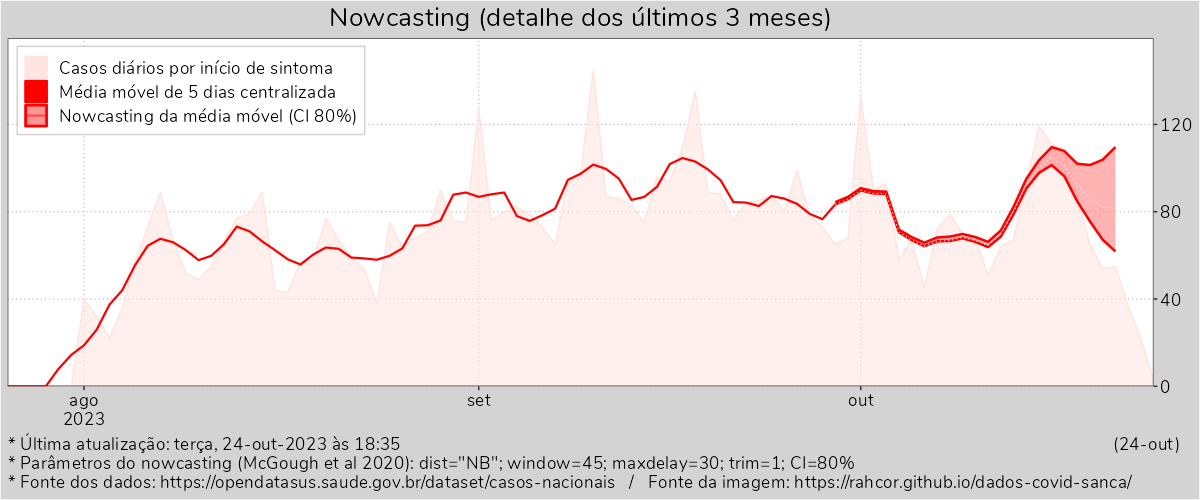 Nowcasting (detalhe dos últimos 3 meses)
Casos diários por início de sintoma
Média móvel de 5 dias centralizada
Nowcasting da média móvel (CI 80%)
120
80
40
0
ago
2023
set
out
* Última atualização: terça, 24-out-2023 às 18:35
(24-out)
* Parâmetros do nowcasting (McGough et al 2020): dist="NB"; window=45; maxdelay=30; trim=1; CI=80%
* Fonte dos dados: https://opendatasus.saude.gov.br/dataset/casos-nacionais / Fonte da imagem: https://rahcor.github.io/dados-covid-sanca/